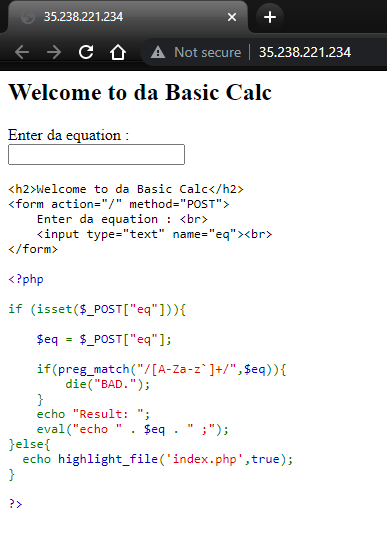 35.238.221.234
Not secure 35.238.221.234
Welcome to da Basic Calc
Enter da equation :
<h2>Welcome to da Basic Calc</h2>
<form action="/" method="POST">
    Enter da equation : <br>
    <input type="text" name="eq"><br>
</form>
<?php
if (isset($_POST["eq"])){
    $eq = $_POST["eq"];
    if(preg_match("/[A-Za-z`]+/",$eq)){
        die("BAD.");
    }
    echo "Result: ";
    eval("echo " . $eq . " ;");
}else{
  echo highlight_file('index.php',true);
}
?>